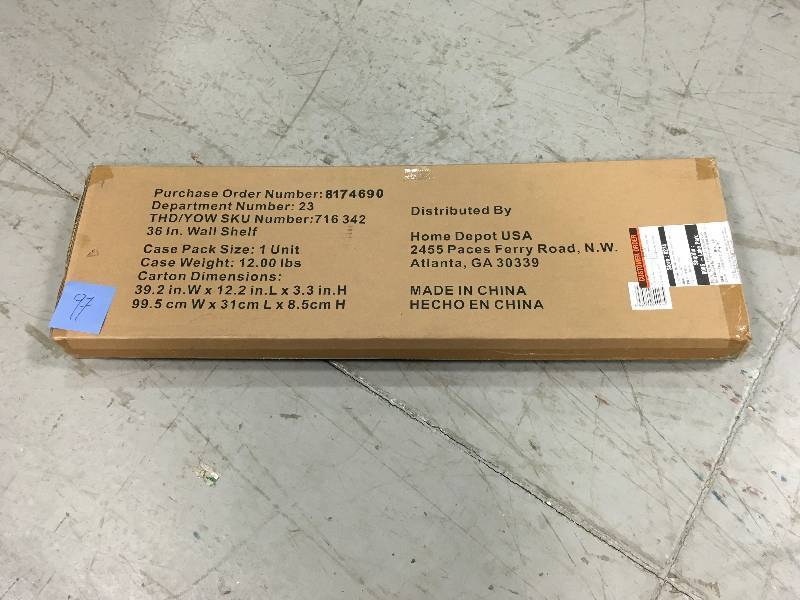 Purchase Order Number:8174690
Department Number: 23
THD/YOW SKU Number:716 342
36 In. Wall Shelf
Case Pack Size: 1 Unit
Case Weight: 12.00 lbs
Carton Dimensions:
39.2 in.W x 12.2 in.L x 3.3 in.H
99.5 cm W x 31cm L x 8.5cm H
Distributed By
Home Depot USA
2455 Paces Ferry Road, N.W.
Atlanta, GA 30339
MADE IN CHINA
HECHO EN CHINA
97
CUSTOMER ORDER